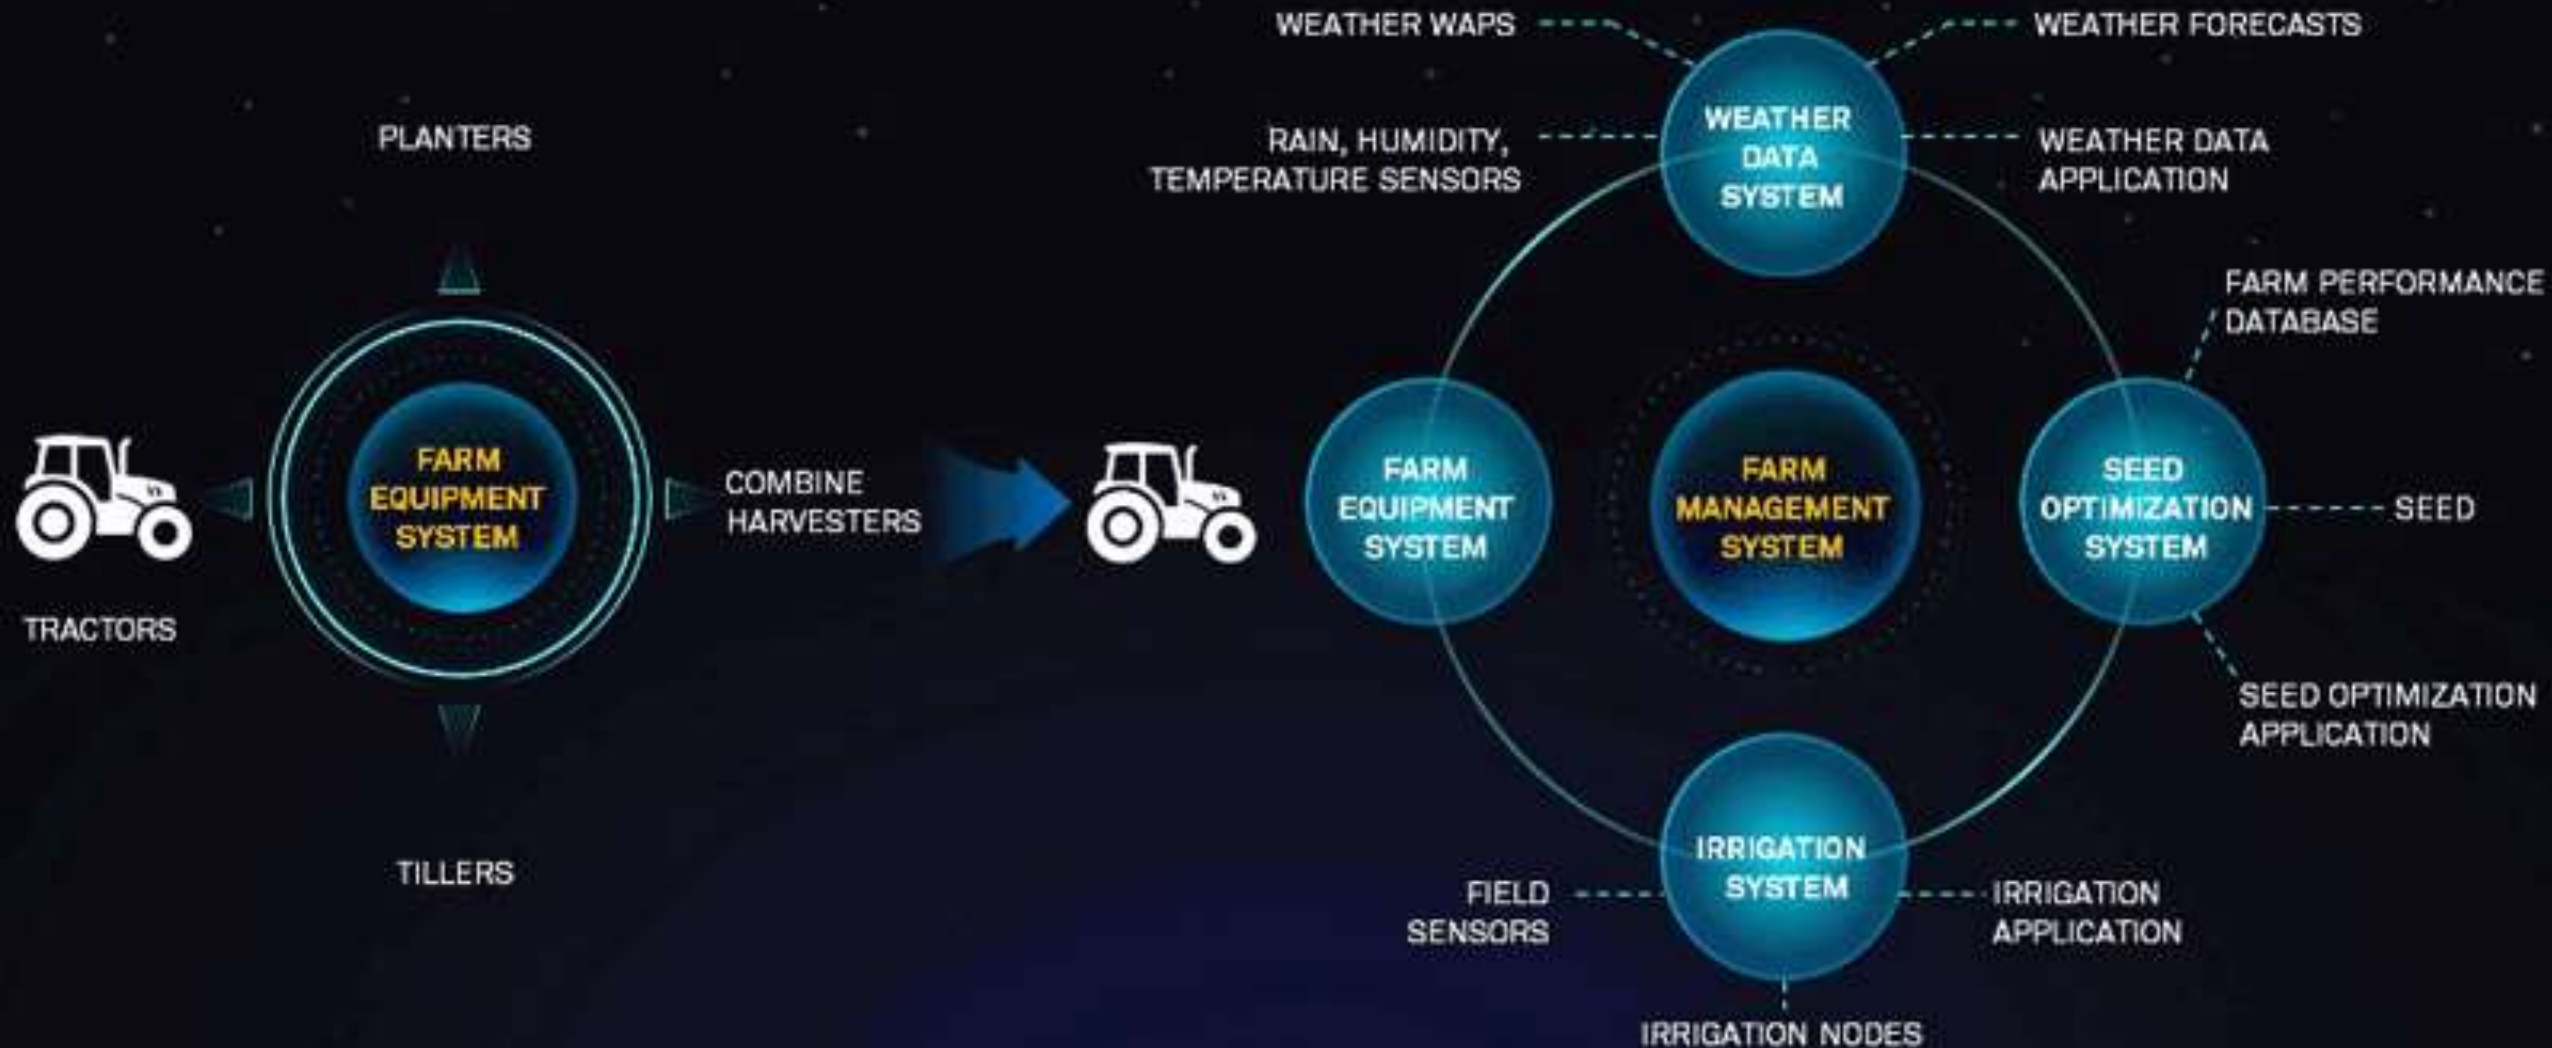 PLANTERS
TRACTORS
FARM
EQUIPMENT
SYSTEM
COMBINE
HARVESTERS
TILLERS
WEATHER WAPS
WEATHER FORECASTS
RAIN, HUMIDITY,
TEMPERATURE SENSORS
WEATHER
DATA
SYSTEM
WEATHER DATA
APPLICATION
FARM PERFORMANCE
DATABASE
FARM
EQUIPMENT
SYSTEM
FARM
MANAGEMENT
SYSTEM
SEED
OPTIMIZATION
SYSTEM
SEED
SEED OPTIMIZATION
APPLICATION
IRRIGATION
SYSTEM
FIELD
SENSORS
IRRIGATION
APPLICATION
IRRIGATION NODES